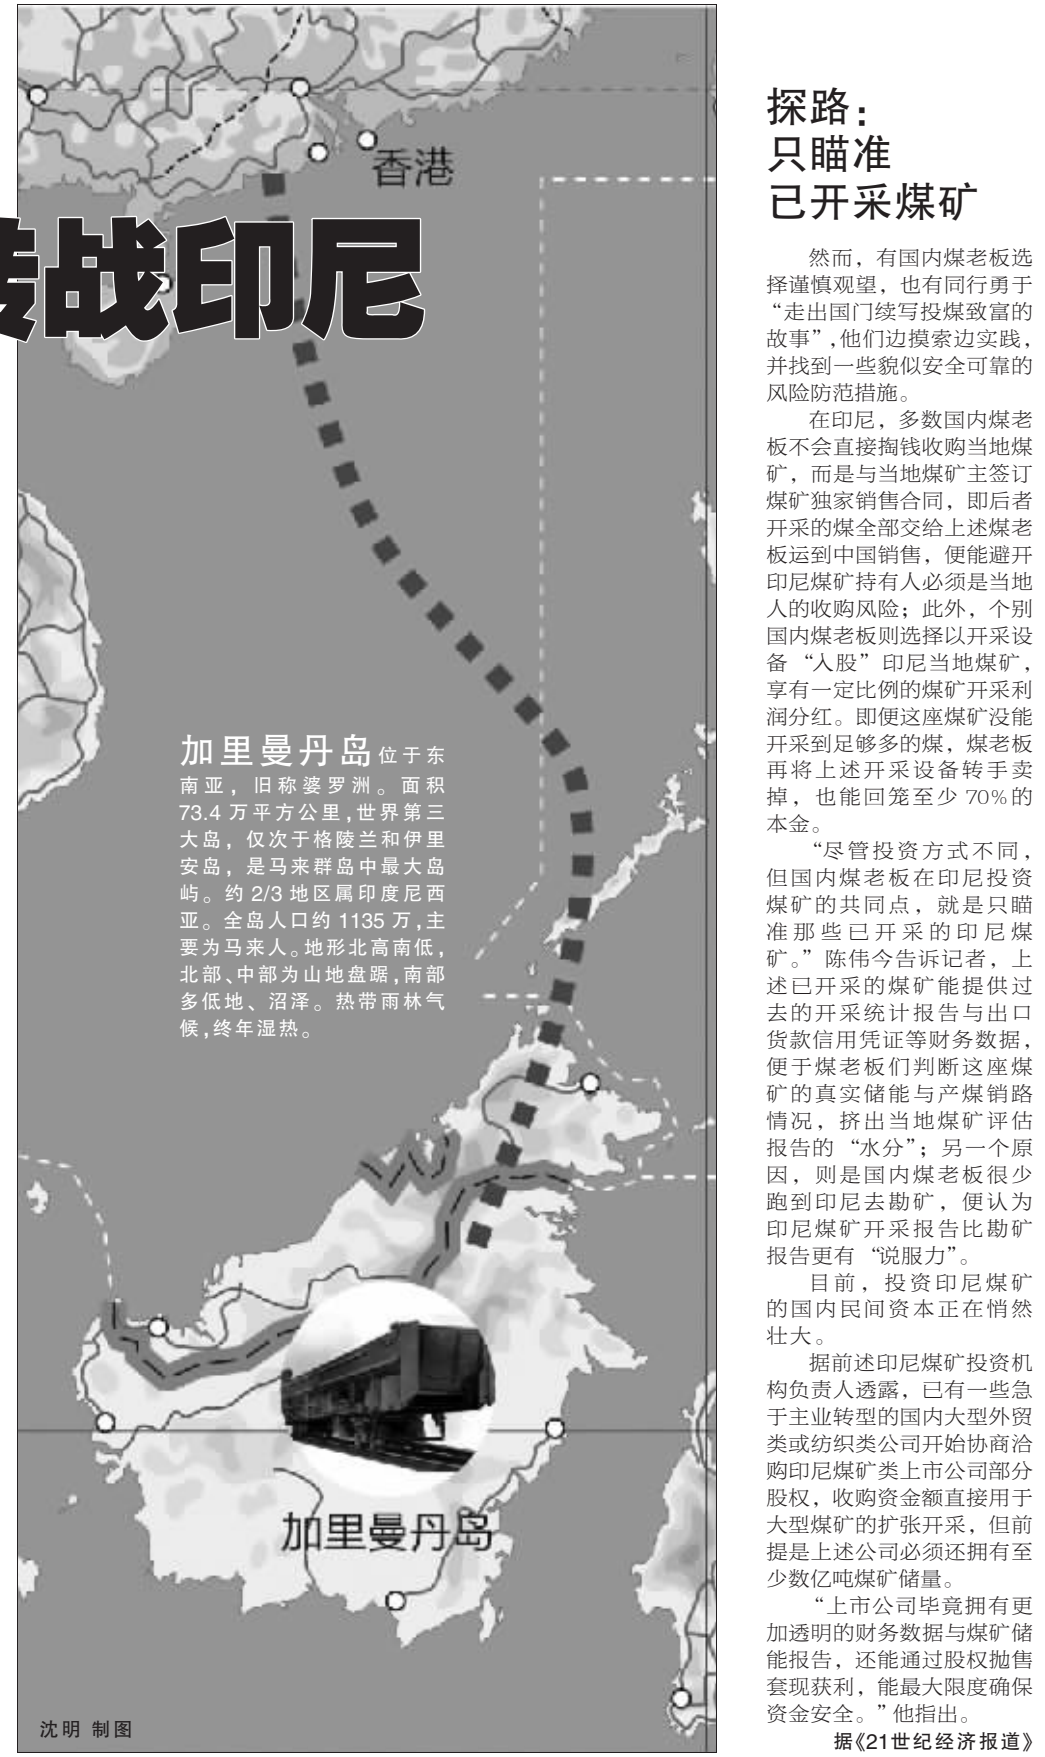 香港
转战印尼
加里曼丹岛位于东
南亚，旧称婆罗洲。面积
73.4 万平方公里，世界第三
大岛，仅次于格陵兰和伊里
安岛，是马来群岛中最大岛
屿。约 2/3 地区属印度尼西
亚。全岛人口约 1135 万，主
要为马来人。地形北高南低，
北部、中部为山地盘踞，南部
多低地、沼泽。热带雨林气
候，终年湿热。
加里曼丹岛
沈明 制图
探路：
只瞄准
已开采煤矿
然而，有国内煤老板选
择谨慎观望，也有同行勇于
“走出国门续写投煤致富的
故事”，他们边摸索边实践，
并找到一些貌似安全可靠的
风险防范措施。
在印尼，多数国内煤老
板不会直接掏钱收购当地煤
矿，而是与当地煤矿主签订
煤矿独家销售合同，即后者
开采的煤全部交给上述煤老
板运到中国销售，便能避开
印尼煤矿持有人必须是当地
人的收购风险；此外，个别
国内煤老板则选择以开采设
备“入股”印尼当地煤矿，
享有一定比例的煤矿开采利
润分红。即便这座煤矿没能
开采到足够多的煤，煤老板
再将上述开采设备转手卖
掉，也能回笼至少 70%的
本金。
“尽管投资方式不同，
但国内煤老板在印尼投资
煤矿的共同点，就是只瞄
准那些已开采的印尼煤
矿。”陈伟今告诉记者，上
述已开采的煤矿能提供过
去的开采统计报告与出口
货款信用凭证等财务数据，
便于煤老板们判断这座煤
矿的真实储能与产煤销路
情况，挤出当地煤矿评估
报告的“水分”；另一个原
因，则是国内煤老板很少
跑到印尼去勘矿，便认为
印尼煤矿开采报告比勘矿
报告更有“说服力”。
目前，投资印尼煤矿
的国内民间资本正在悄然
壮大。
据前述印尼煤矿投资机
构负责人透露，已有一些急
于主业转型的国内大型外贸
类或纺织类公司开始协商洽
购印尼煤矿类上市公司部分
股权，收购资金额直接用于
大型煤矿的扩张开采，但前
提是上述公司必须还拥有至
少数亿吨煤矿储量。
“上市公司毕竟拥有更
加透明的财务数据与煤矿储
能报告，还能通过股权抛售
套现获利，能最大限度确保
资金安全。”他指出。
据《21世纪经济报道》